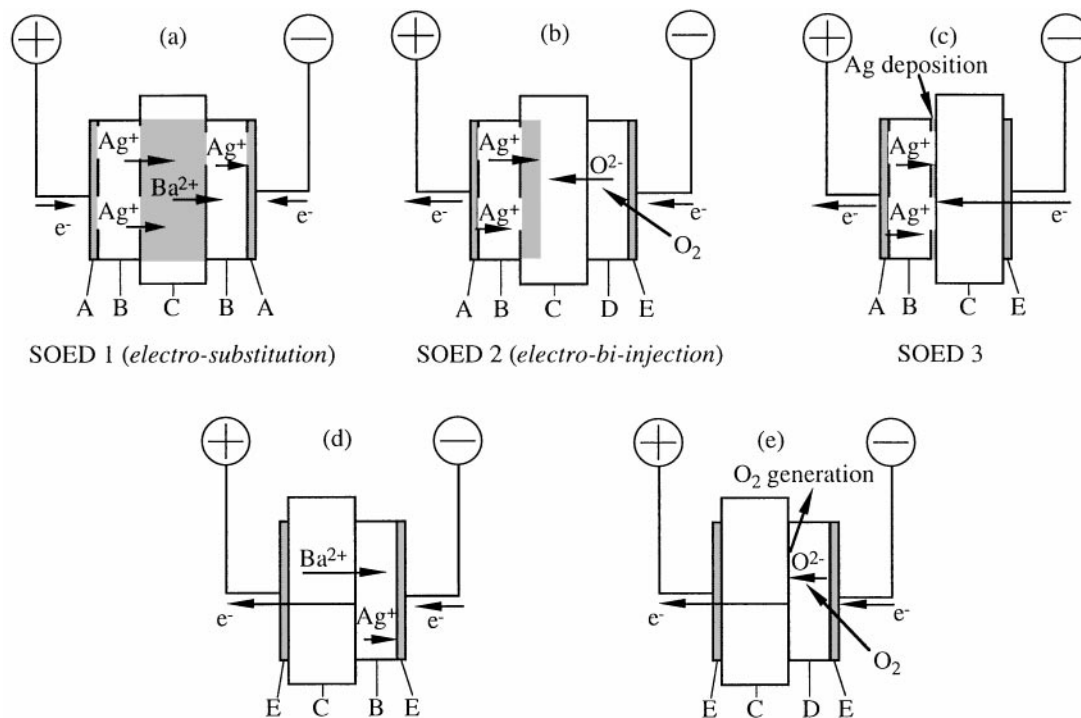 (a)
(b)
(c)
Ag deposition
Ag⁺
Ag⁺
Ba²⁺
Ag⁺
e⁻
e⁻
A B C B A
SOED 1 (electro-substitution)
Ag⁺
O²⁻
Ag⁺
O₂
e⁻
e⁻
A B C D E
SOED 2 (electro-bi-injection)
Ag⁺
Ag⁺
e⁻
e⁻
A B C E
SOED 3
(d)
(e)
Ba²⁺
Ag⁺
e⁻
e⁻
E C B E
O₂ generation
O²⁻
O₂
e⁻
e⁻
E C D E